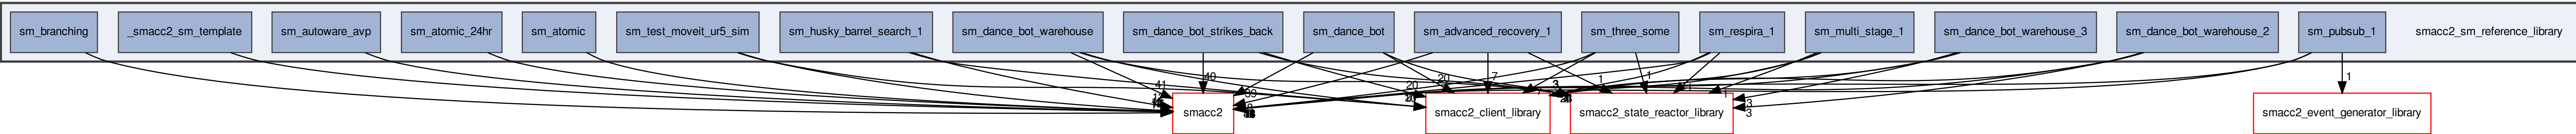 sm_branching
_smacc2_sm_template
sm_autoware_avp
sm_atomic_24hr
sm_atomic
sm_test_moveit_ur5_sim
sm_husky_barrel_search_1
sm_dance_bot_warehouse
sm_dance_bot_strikes_back
sm_dance_bot
sm_advanced_recovery_1
sm_three_some
sm_respira_1
sm_multi_stage_1
sm_dance_bot_warehouse_3
sm_dance_bot_warehouse_2
sm_pubsub_1
smacc2_sm_reference_library
40
20
7
1
1
1
41
20
3
smacc2
smacc2_client_library
smacc2_state_reactor_library
3
3
smacc2_event_generator_library